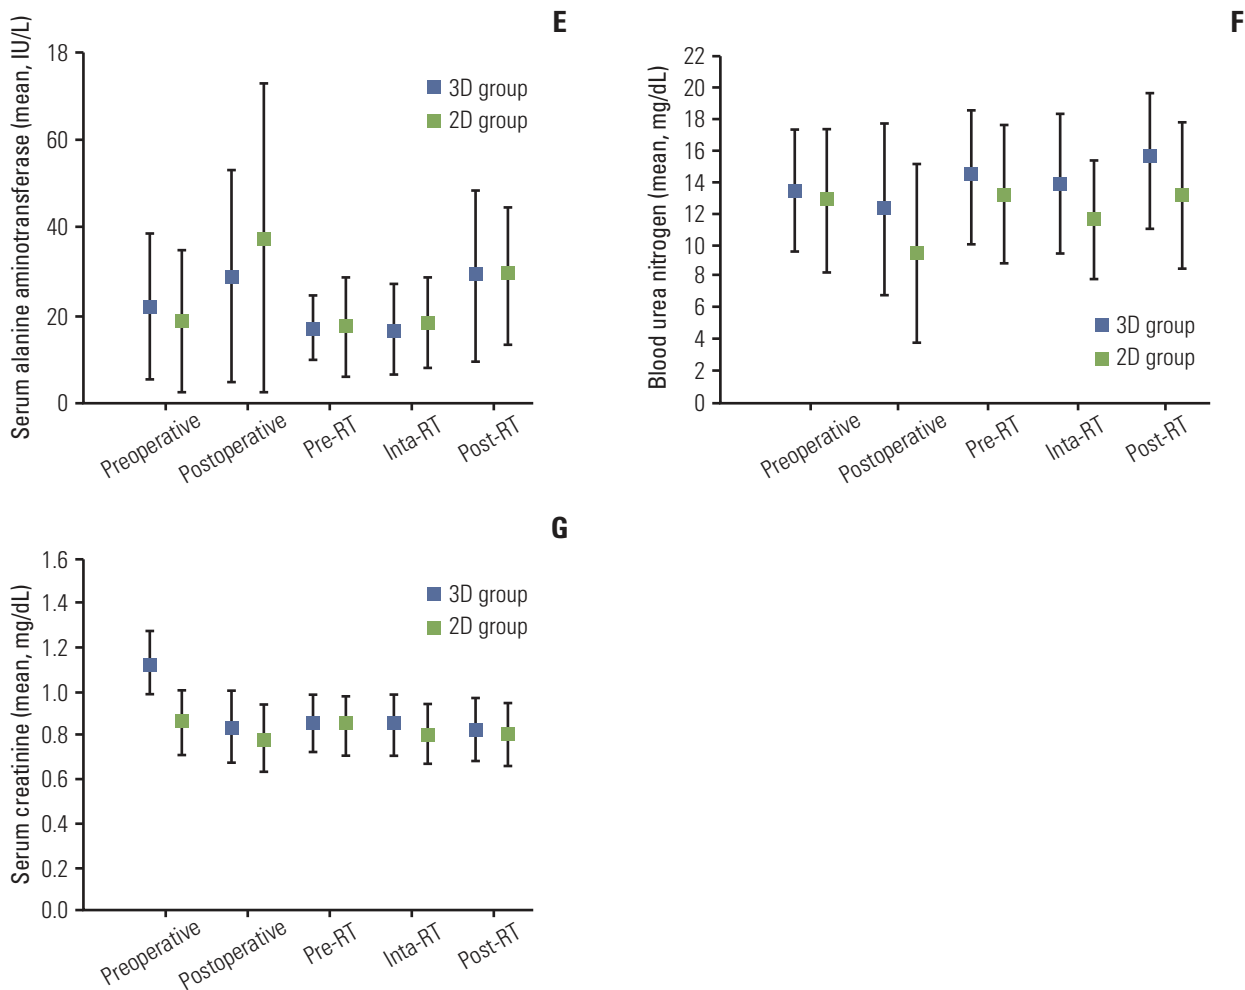 E
Serum alanine aminotransferase (mean, IU/L)
18
60
40
20
0
3D group
2D group
Preoperative
Postoperative
Pre-RT
Inta-RT
Post-RT
F
Blood urea nitrogen (mean, mg/dL)
22
20
18
16
14
12
10
8
6
4
2
0
3D group
2D group
Preoperative
Postoperative
Pre-RT
Inta-RT
Post-RT
G
Serum creatinine (mean, mg/dL)
1.6
1.4
1.2
1.0
0.8
0.6
0.4
0.2
0.0
3D group
2D group
Preoperative
Postoperative
Pre-RT
Inta-RT
Post-RT